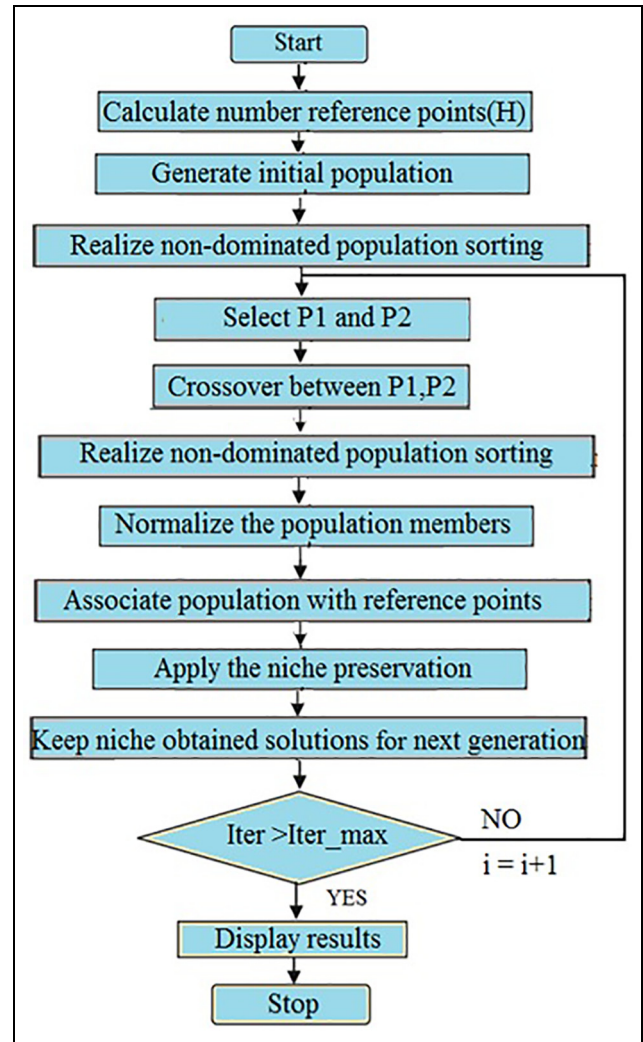 Start
Calculate number reference points(H)
Generate initial population
Realize non-dominated population sorting
Select P1 and P2
Crossover between P1,P2
Realize non-dominated population sorting
Normalize the population members
Associate population with reference points
Apply the niche preservation
Keep niche obtained solutions for next generation
Iter >Iter_max
NO
i = i+1
YES
Display results
Stop